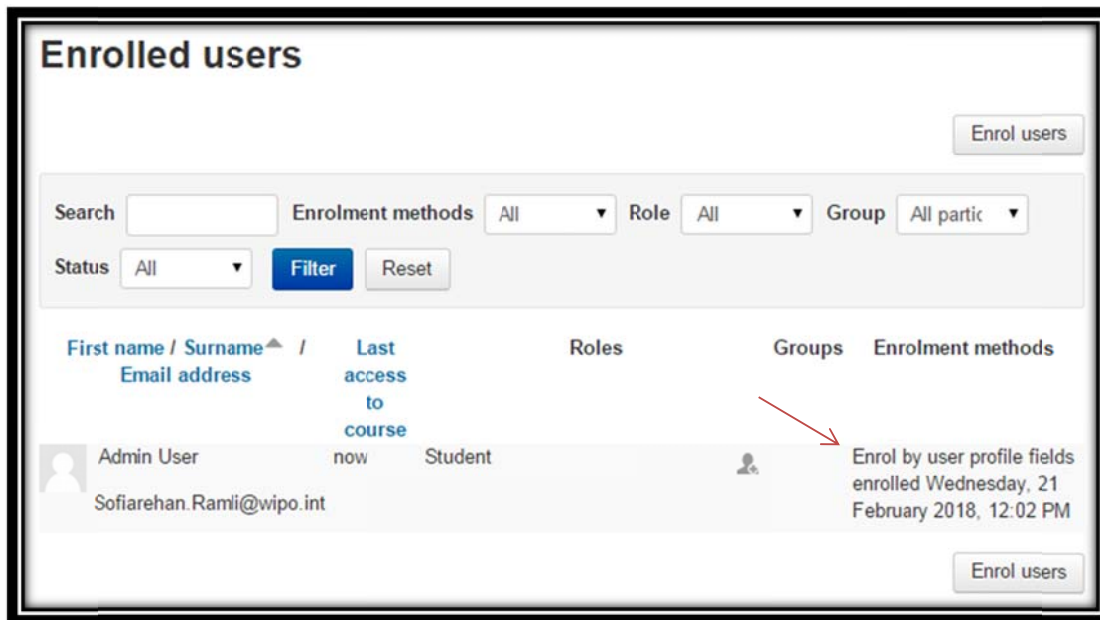 Enrolled users
Enrol users
Search Enrolment methods All Role All Group All partic
Status All Filter Reset
First name / Surname / Last Roles Groups Enrolment methods
Email address access
to
course
Admin User now Student Enrol by user profile fields
enrolled Wednesday, 21
Sofiarehan.Ramli@wipo.int
February 2018, 12:02 PM
Enrol users